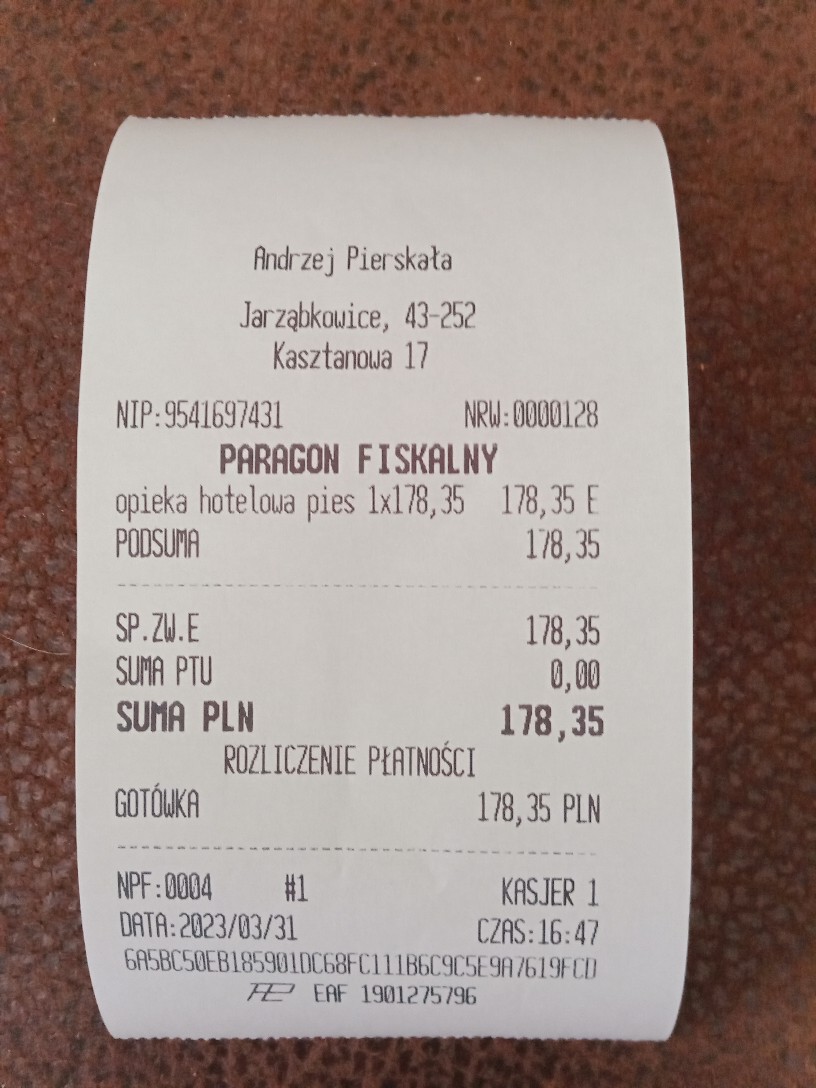 Andrzej Pierskała
Jarząbkowice, 43-252
Kasztanowa 17
NIP:9541697431 NRW:0000128
PARAGON FISKALNY
opieka hotelowa pies 1x178,35 178,35 E
PODSUMA 178,35
SP.ZW.E 178,35
SUMA PTU 0,00
SUMA PLN 178,35
ROZLICZENIE PŁATNOŚCI
GOTÓWKA 178,35 PLN
NPF:0004 #1 KASJER 1
DATA:2023/03/31 CZAS:16:47
6A5BC50EB185901DC68FC111B6C9C5E9A7619FCD
EAF 1901275796